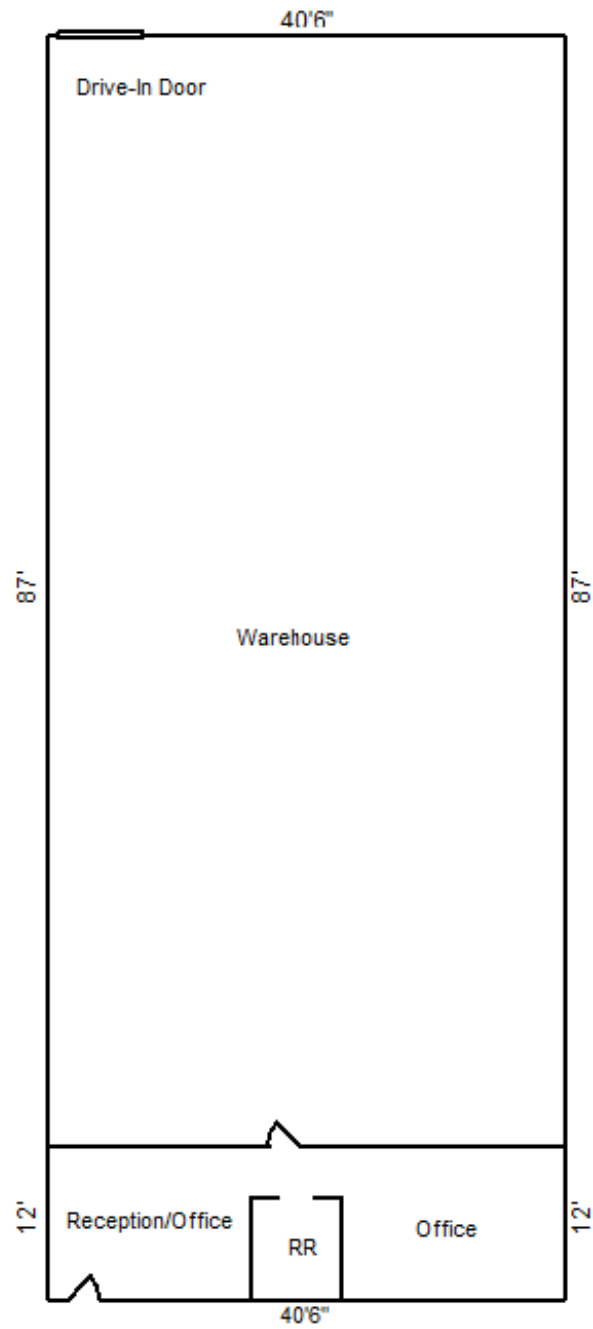 40'6"
Drive-In Door
87'
87'
Warehouse
12'
Reception/Office
RR
Office
12'
40'6"